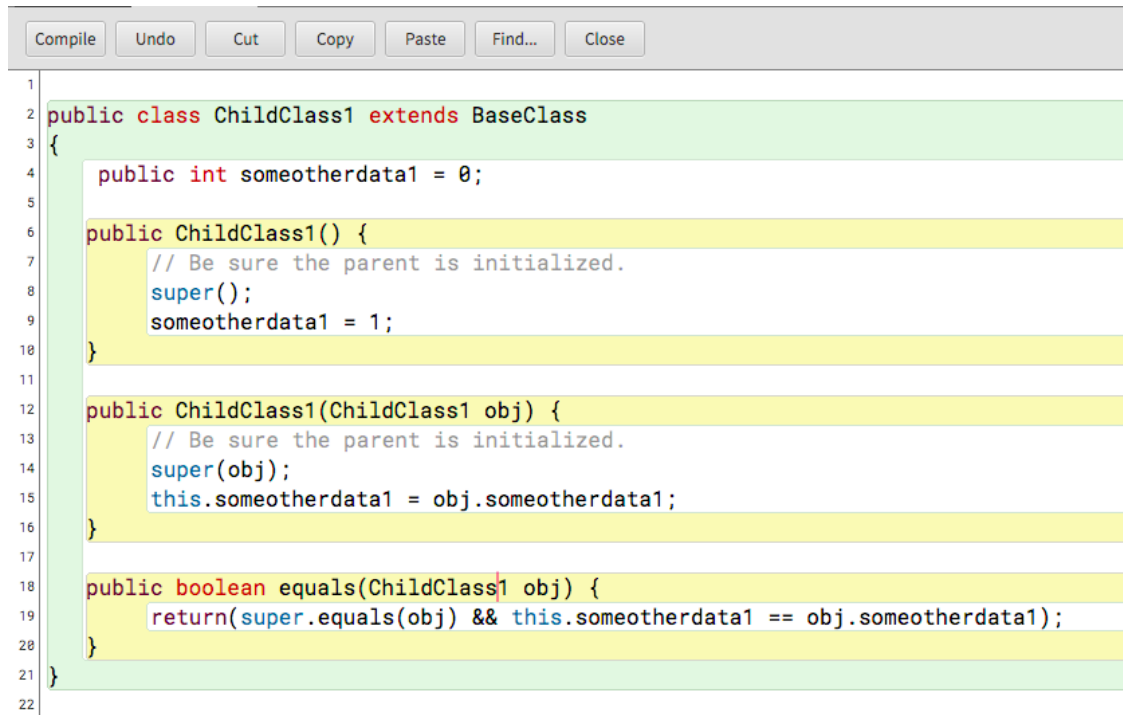 Compile Undo Cut Copy Paste Find... Close
1
2 public class ChildClass1 extends BaseClass
3 {
4 public int someotherdata1 = 0;
5
6 public ChildClass1() {
7 // Be sure the parent is initialized.
8 super();
9 someotherdata1 = 1;
10 }
11
12 public ChildClass1(ChildClass1 obj) {
13 // Be sure the parent is initialized.
14 super(obj);
15 this.someotherdata1 = obj.someotherdata1;
16 }
17
18 public boolean equals(ChildClass1 obj) {
19 return(super.equals(obj) && this.someotherdata1 == obj.someotherdata1);
20 }
21 }
22